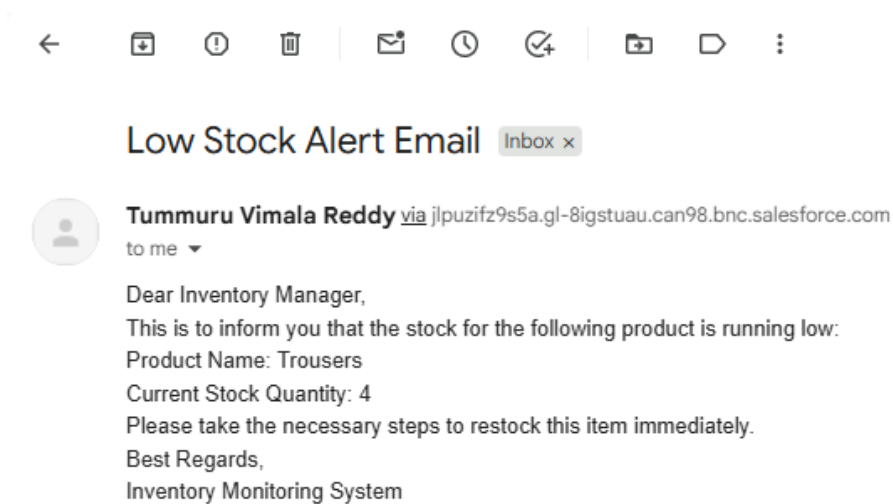 Low Stock Alert Email Inbox ×
Tummuru Vimala Reddy via jlpuzifz9s5a.gl-8igstuau.can98.bnc.salesforce.com
to me
Dear Inventory Manager,
This is to inform you that the stock for the following product is running low:
Product Name: Trousers
Current Stock Quantity: 4
Please take the necessary steps to restock this item immediately.
Best Regards,
Inventory Monitoring System